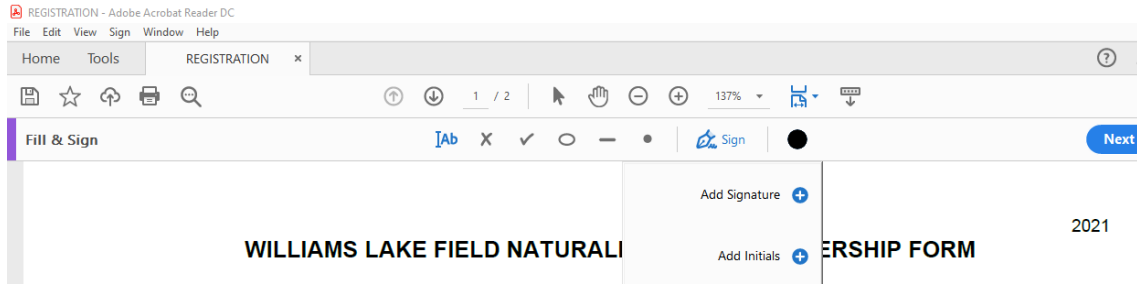 REGISTRATION - Adobe Acrobat Reader DC
File Edit View Sign Window Help
Home Tools REGISTRATION ×
1 / 2 137%
Fill & Sign Ab Sign Next
Add Signature
2021
WILLIAMS LAKE FIELD NATURALI ERSHIP FORM
Add Initials